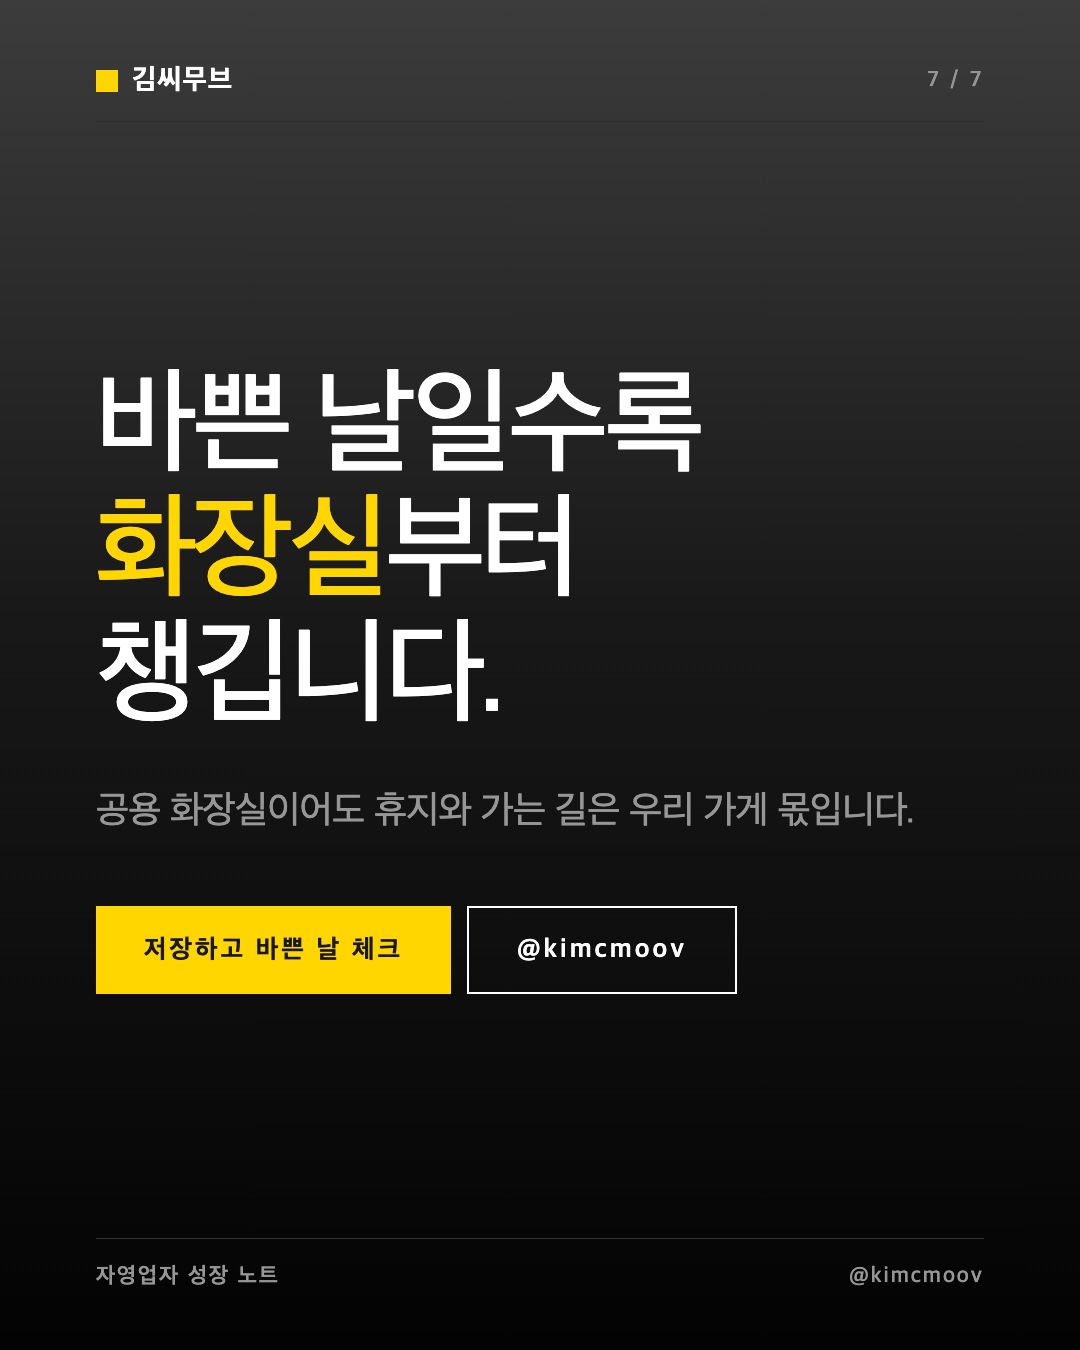 김씨무브
7 / 7
바쁜 날일수록
화장실부터
챙깁니다.
공용 화장실이어도 휴지와 가는 길은 우리 가게 몫입니다.
저장하고 바쁜 날 체크
@kimcmoov
자영업자 성장 노트
@kimcmoov